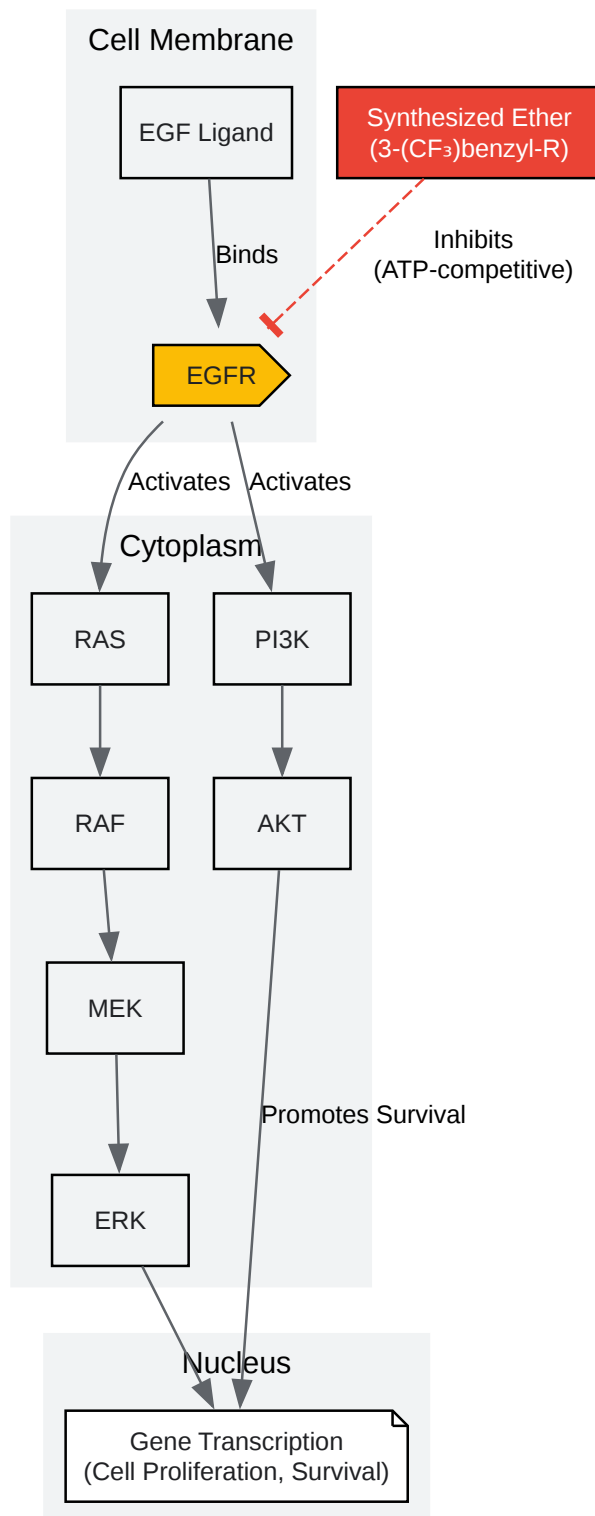 Cell Membrane
EGF Ligand
Synthesized Ether
(3-(CF₃)benzyl-R)
Binds
Inhibits
(ATP-competitive)
EGFR
Activates
Activates
Cytoplasm
RAS
PI3K
RAF
AKT
MEK
Promotes Survival
ERK
Nucleus
Gene Transcription
(Cell Proliferation, Survival)